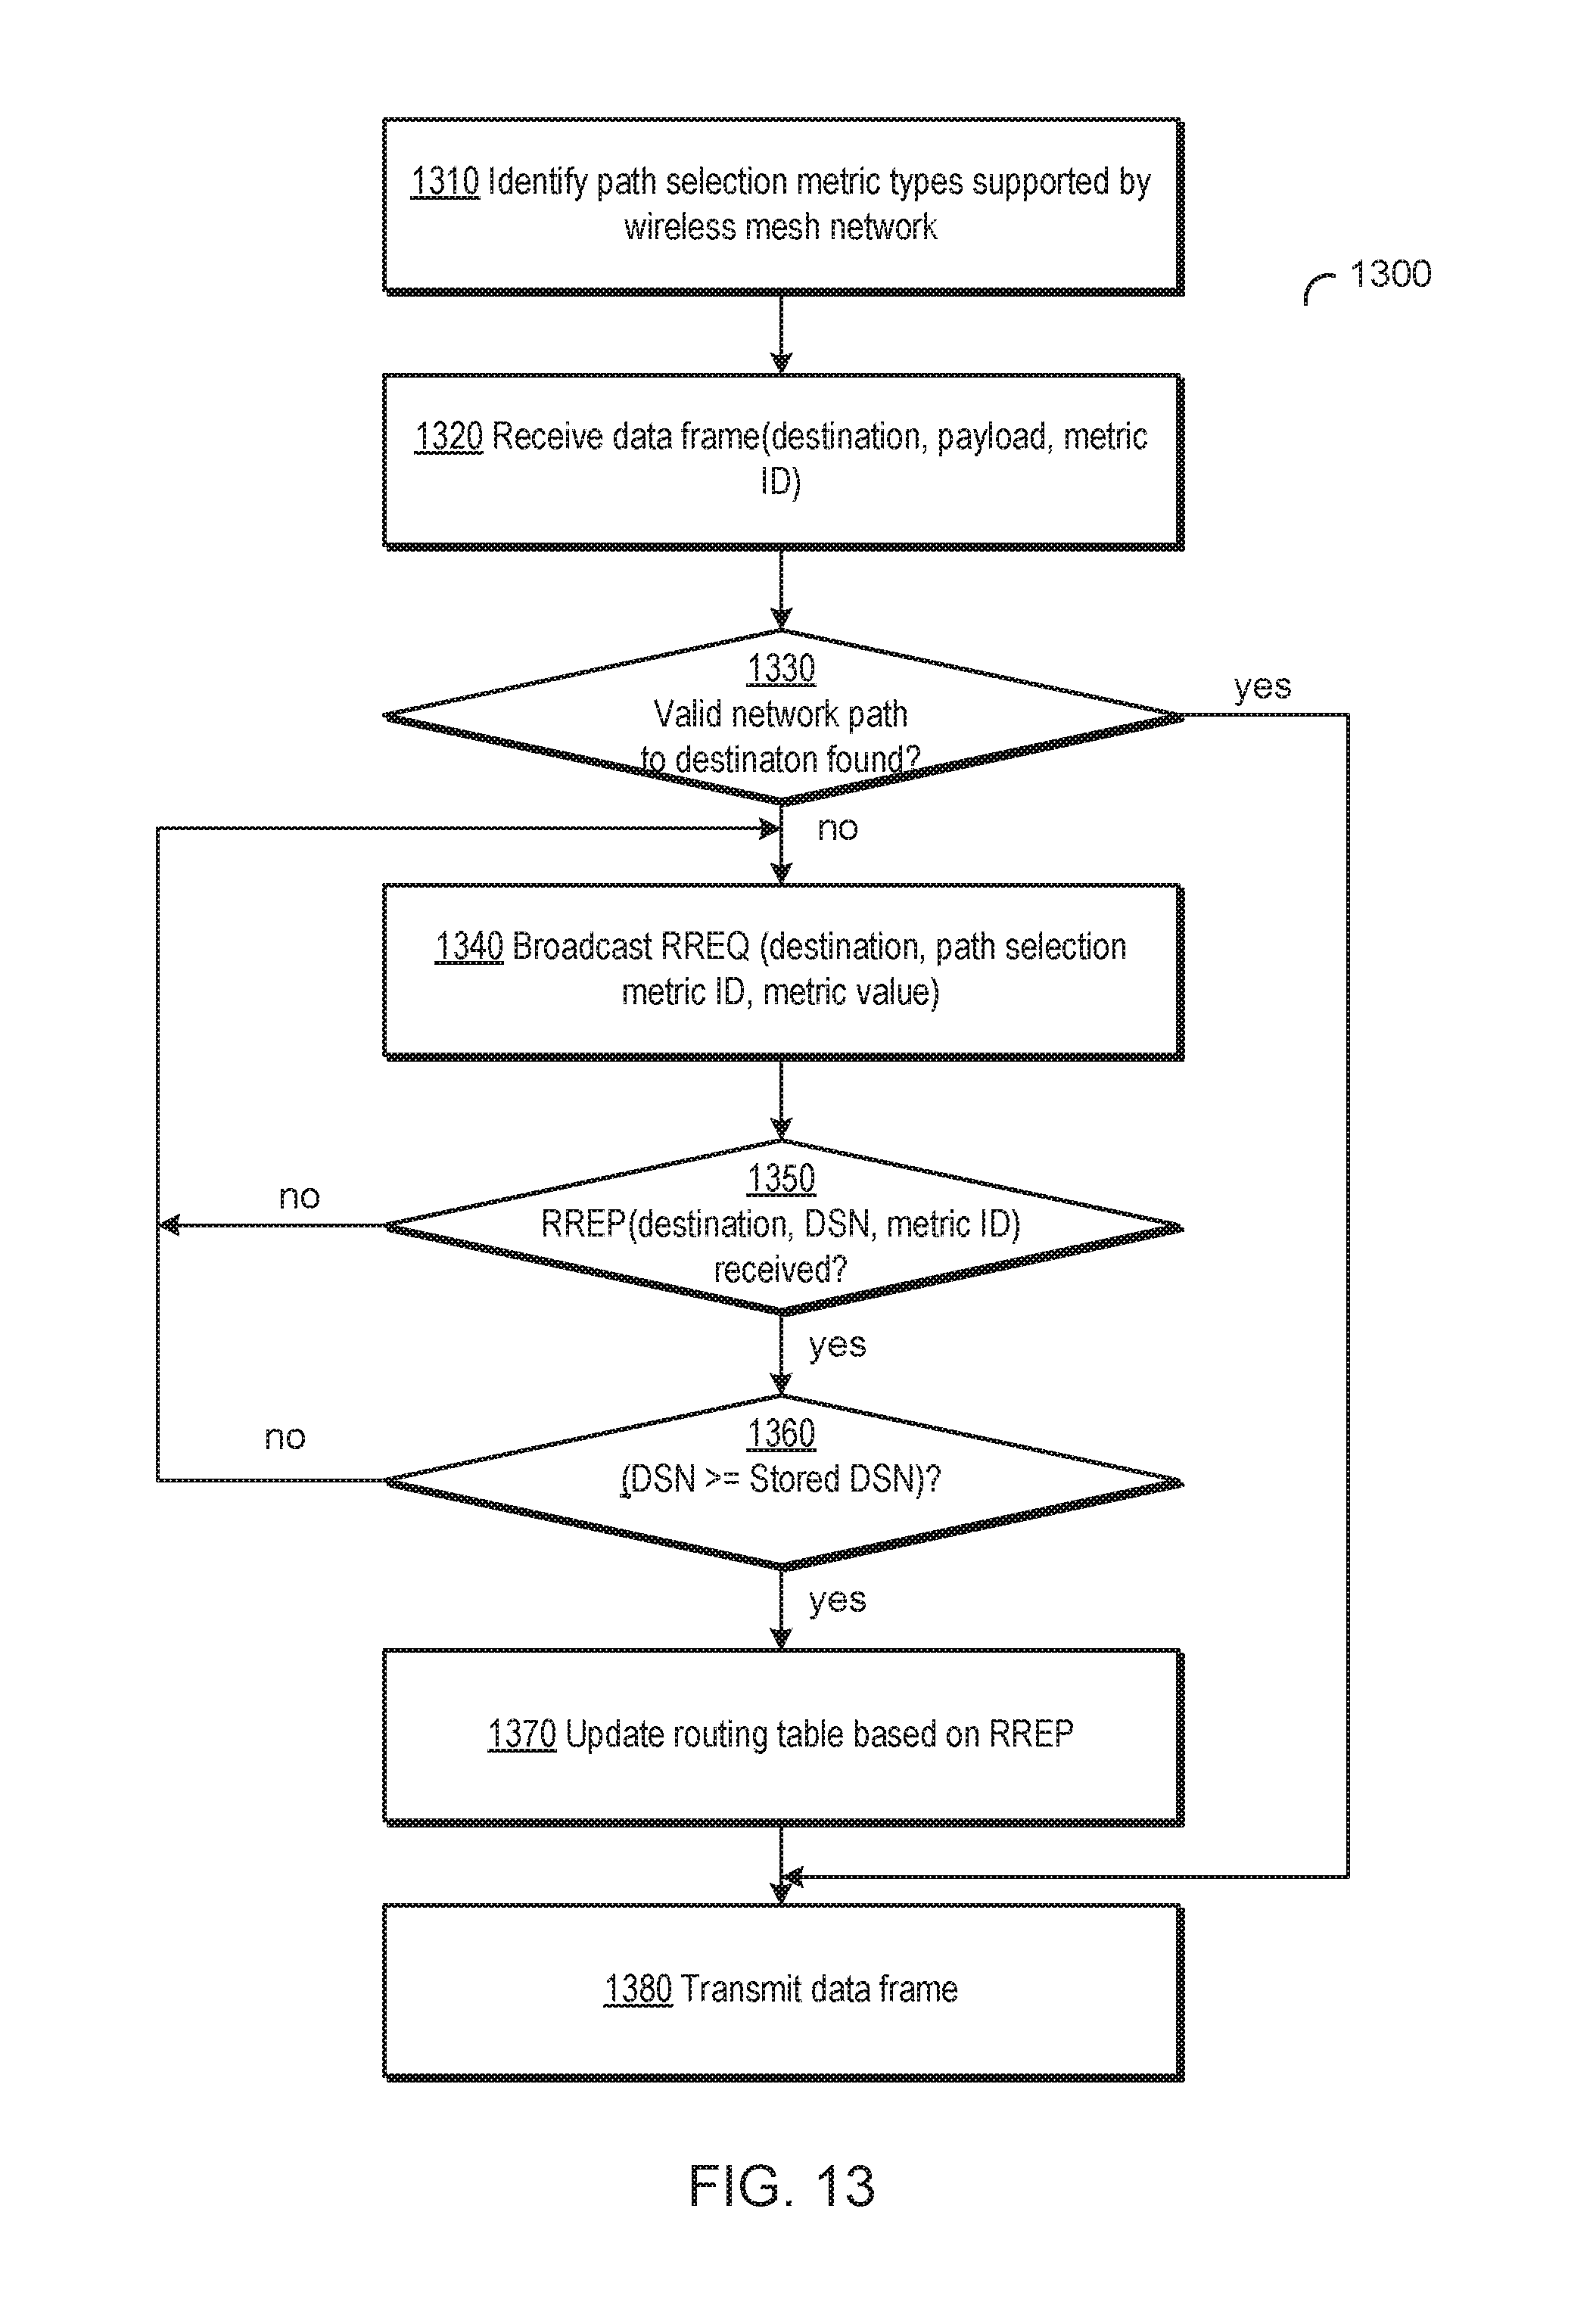 1310 Identify path selection metric types supported by
wireless mesh network
1300
1320 Receive data frame(destination, payload, metric
ID)
1330
Valid network path
to destinaton found?
yes
no
1340 Broadcast RREQ (destination, path selection
metric ID, metric value)
1350
RREP(destination, DSN, metric ID)
received?
no
yes
1360
(DSN >= Stored DSN)?
no
yes
1370 Update routing table based on RREP
1380 Transmit data frame
FIG. 13